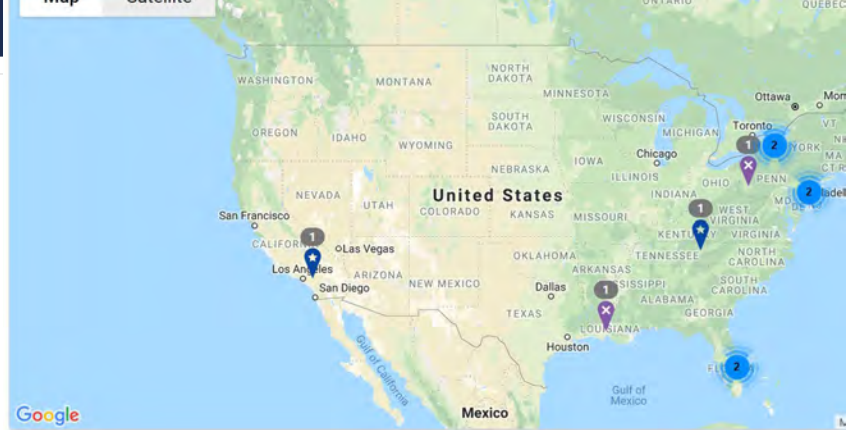 Map Satellite
ONTARIO
QUEBEC
WASHINGTON
MONTANA
NORTH
DAKOTA
MINNESOTA
Ottawa
OREGON
IDAHO
WYOMING
SOUTH
DAKOTA
WISCONSIN
MICHIGAN
Toronto
VT
1
2
YORK
MA
Chicago
NEBRASKA
IOWA
ILLINOIS
INDIANA
OHIO
PENN
NEVADA
UTAH
COLORADO
United States
KANSAS
MISSOURI
1
WEST
VIRGINIA
2
San Francisco
KENTUCKY
VIRGINIA
1
CALIFORNIA
Las Vegas
OKLAHOMA
TENNESSEE
NORTH
CAROLINA
Los Angeles
ARIZONA
NEW MEXICO
ARKANSAS
SOUTH
CAROLINA
San Diego
Dallas
1
ISSISSIPPI
ALABAMA
GEORGIA
TEXAS
LOUISIANA
Houston
Gulf of
California
2
Gulf of
Mexico
Mexico
Google